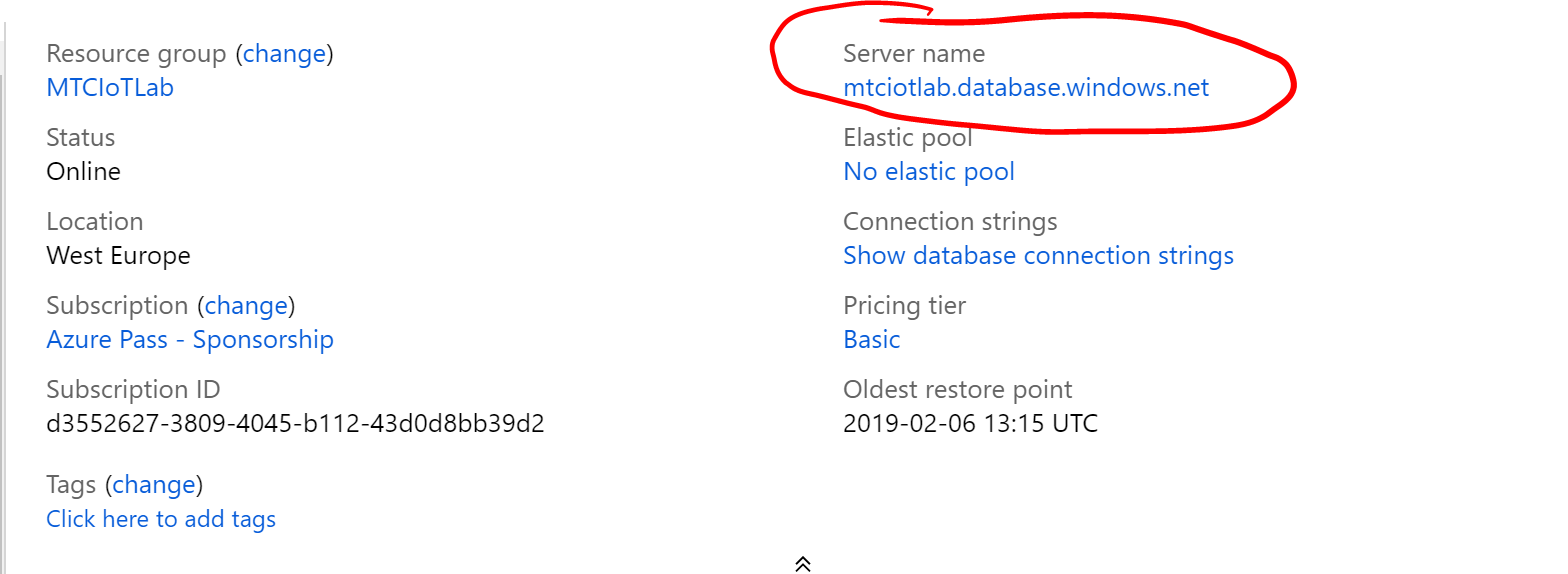 Resource group (change)
MTCIoTLab
Status
Online
Location
West Europe
Subscription (change)
Azure Pass - Sponsorship
Subscription ID
d3552627-3809-4045-b112-43d0d8bb39d2
Tags (change)
Click here to add tags
Server name
mtciotlab.database.windows.net
Elastic pool
No elastic pool
Connection strings
Show database connection strings
Pricing tier
Basic
Oldest restore point
2019-02-06 13:15 UTC